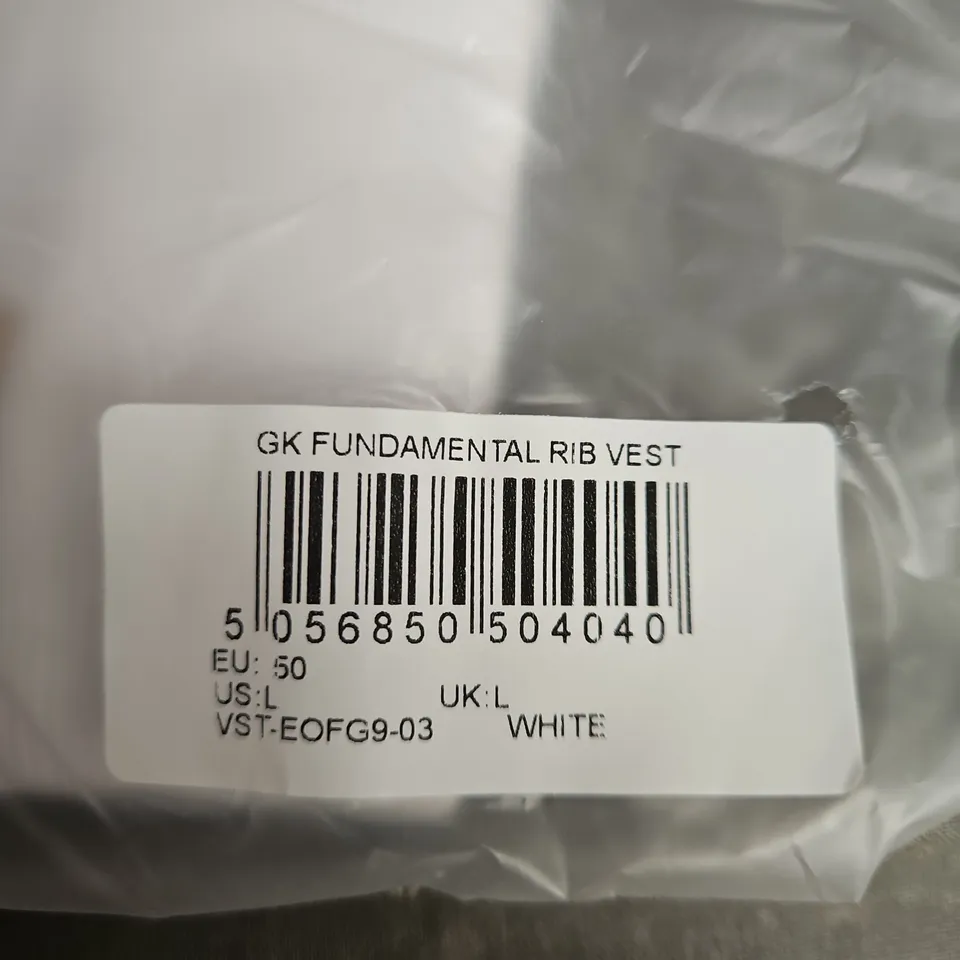 GK FUNDAMENTAL RIB VEST
5 056850 504040
EU: 50
US:L UK:L
VST-EOFG9-03 WHITE